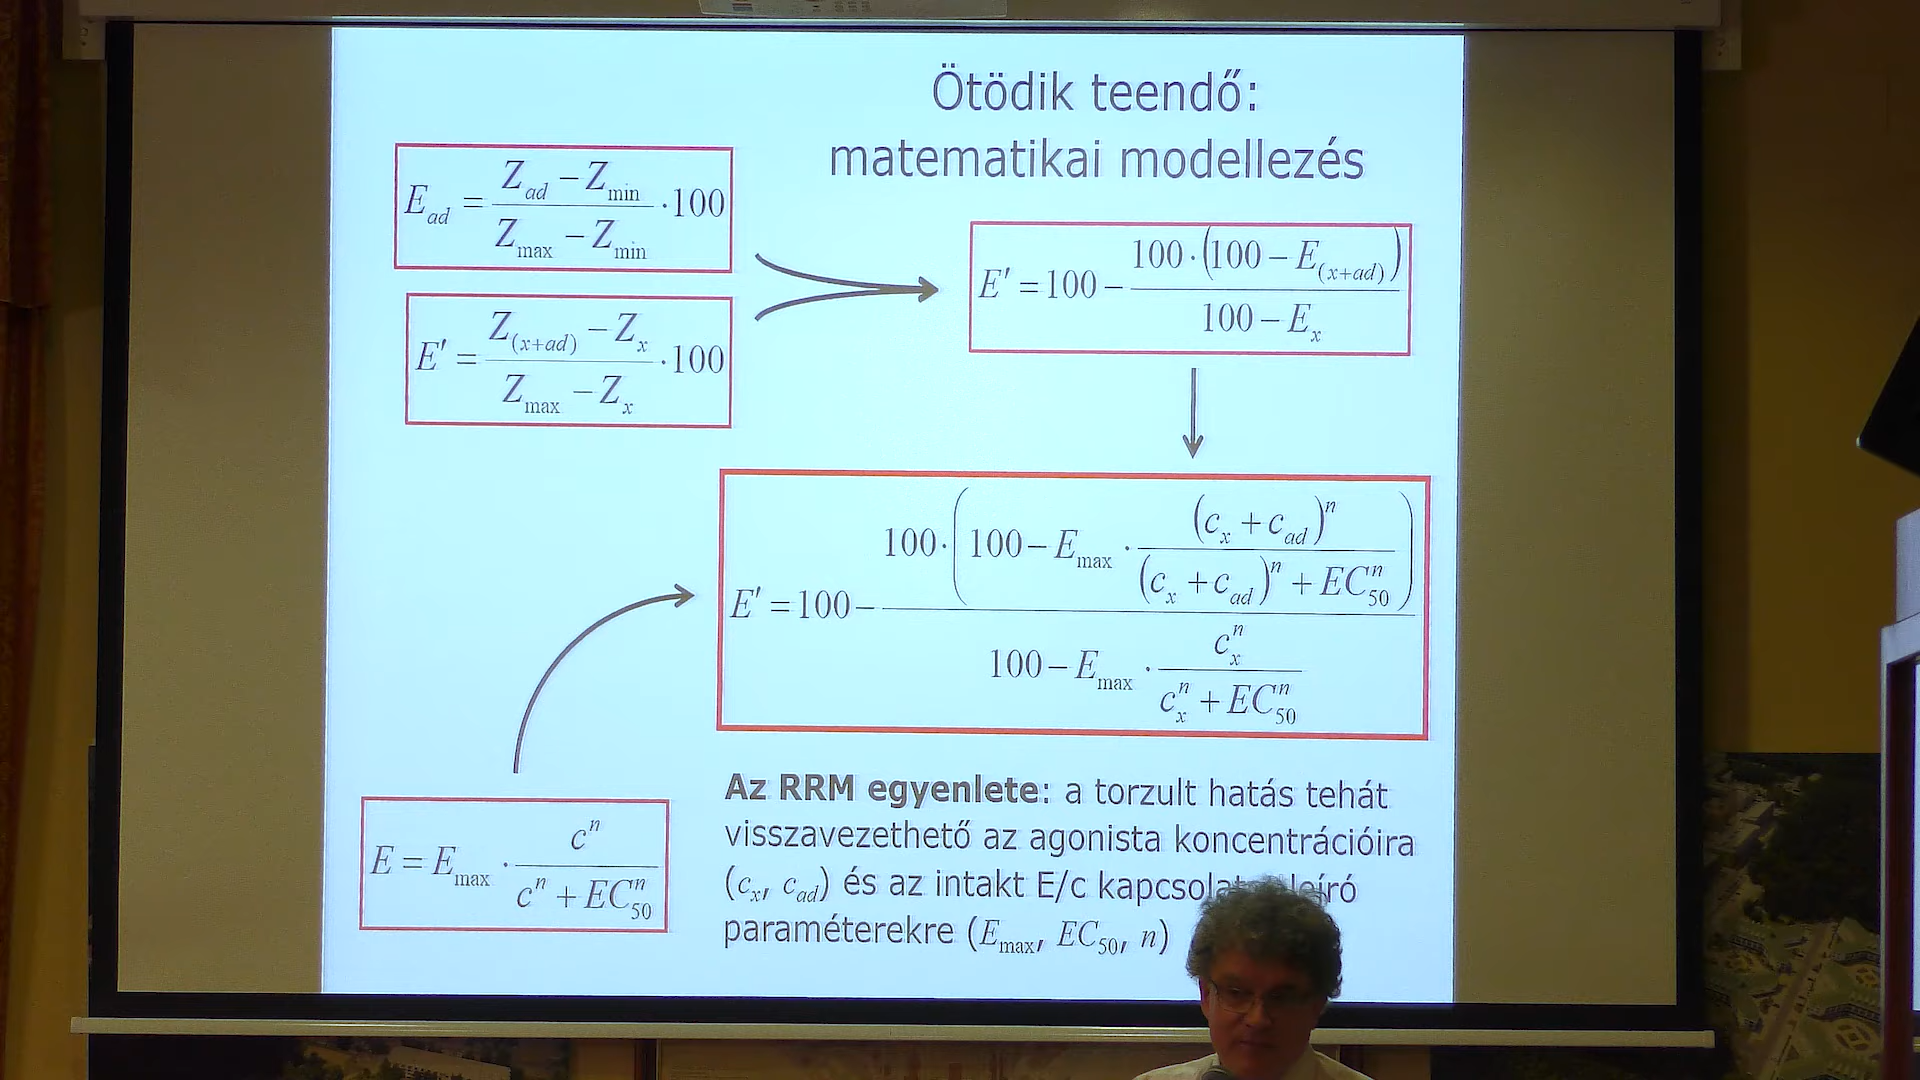 Ötödik teendő:
matematikai modellezés
E_ad = (Z_ad − Z_min) / (Z_max − Z_min) · 100
E' = (Z_(x+ad) − Z_x) / (Z_max − Z_x) · 100
E' = 100 − 100·(100 − E_(x+ad)) / (100 − E_x)
E' = 100 − 100·(100 − E_max · (c_x + c_ad)^n / ((c_x + c_ad)^n + EC_50^n)) / (100 − E_max · c_x^n / (c_x^n + EC_50^n))
E = E_max · c^n / (c^n + EC_50^n)
Az RRM egyenlete: a torzult hatás tehát
visszavezethető az agonista koncentrációira
(c_x, c_ad) és az intakt E/c
paraméterekre (E_max, EC_50, n)